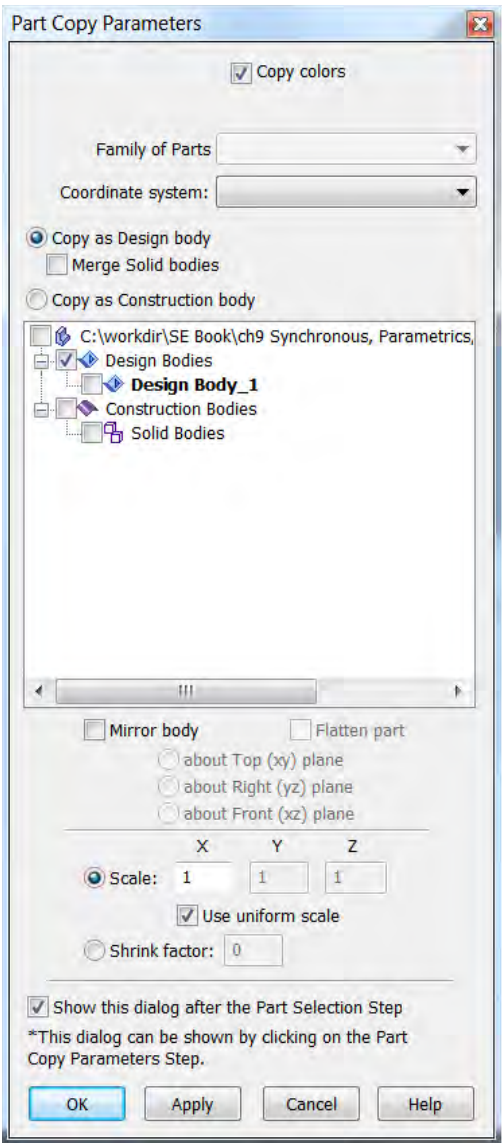 Part Copy Parameters
Copy colors
Family of Parts
Coordinate system:
Copy as Design body
Merge Solid bodies
Copy as Construction body
C:\workdir\SE Book\ch9 Synchronous, Parametrics,
Design Bodies
Design Body_1
Construction Bodies
Solid Bodies
Mirror body Flatten part
about Top (xy) plane
about Right (yz) plane
about Front (xz) plane
X Y Z
Scale: 1 1 1
Use uniform scale
Shrink factor: 0
Show this dialog after the Part Selection Step
*This dialog can be shown by clicking on the Part
Copy Parameters Step.
OK Apply Cancel Help